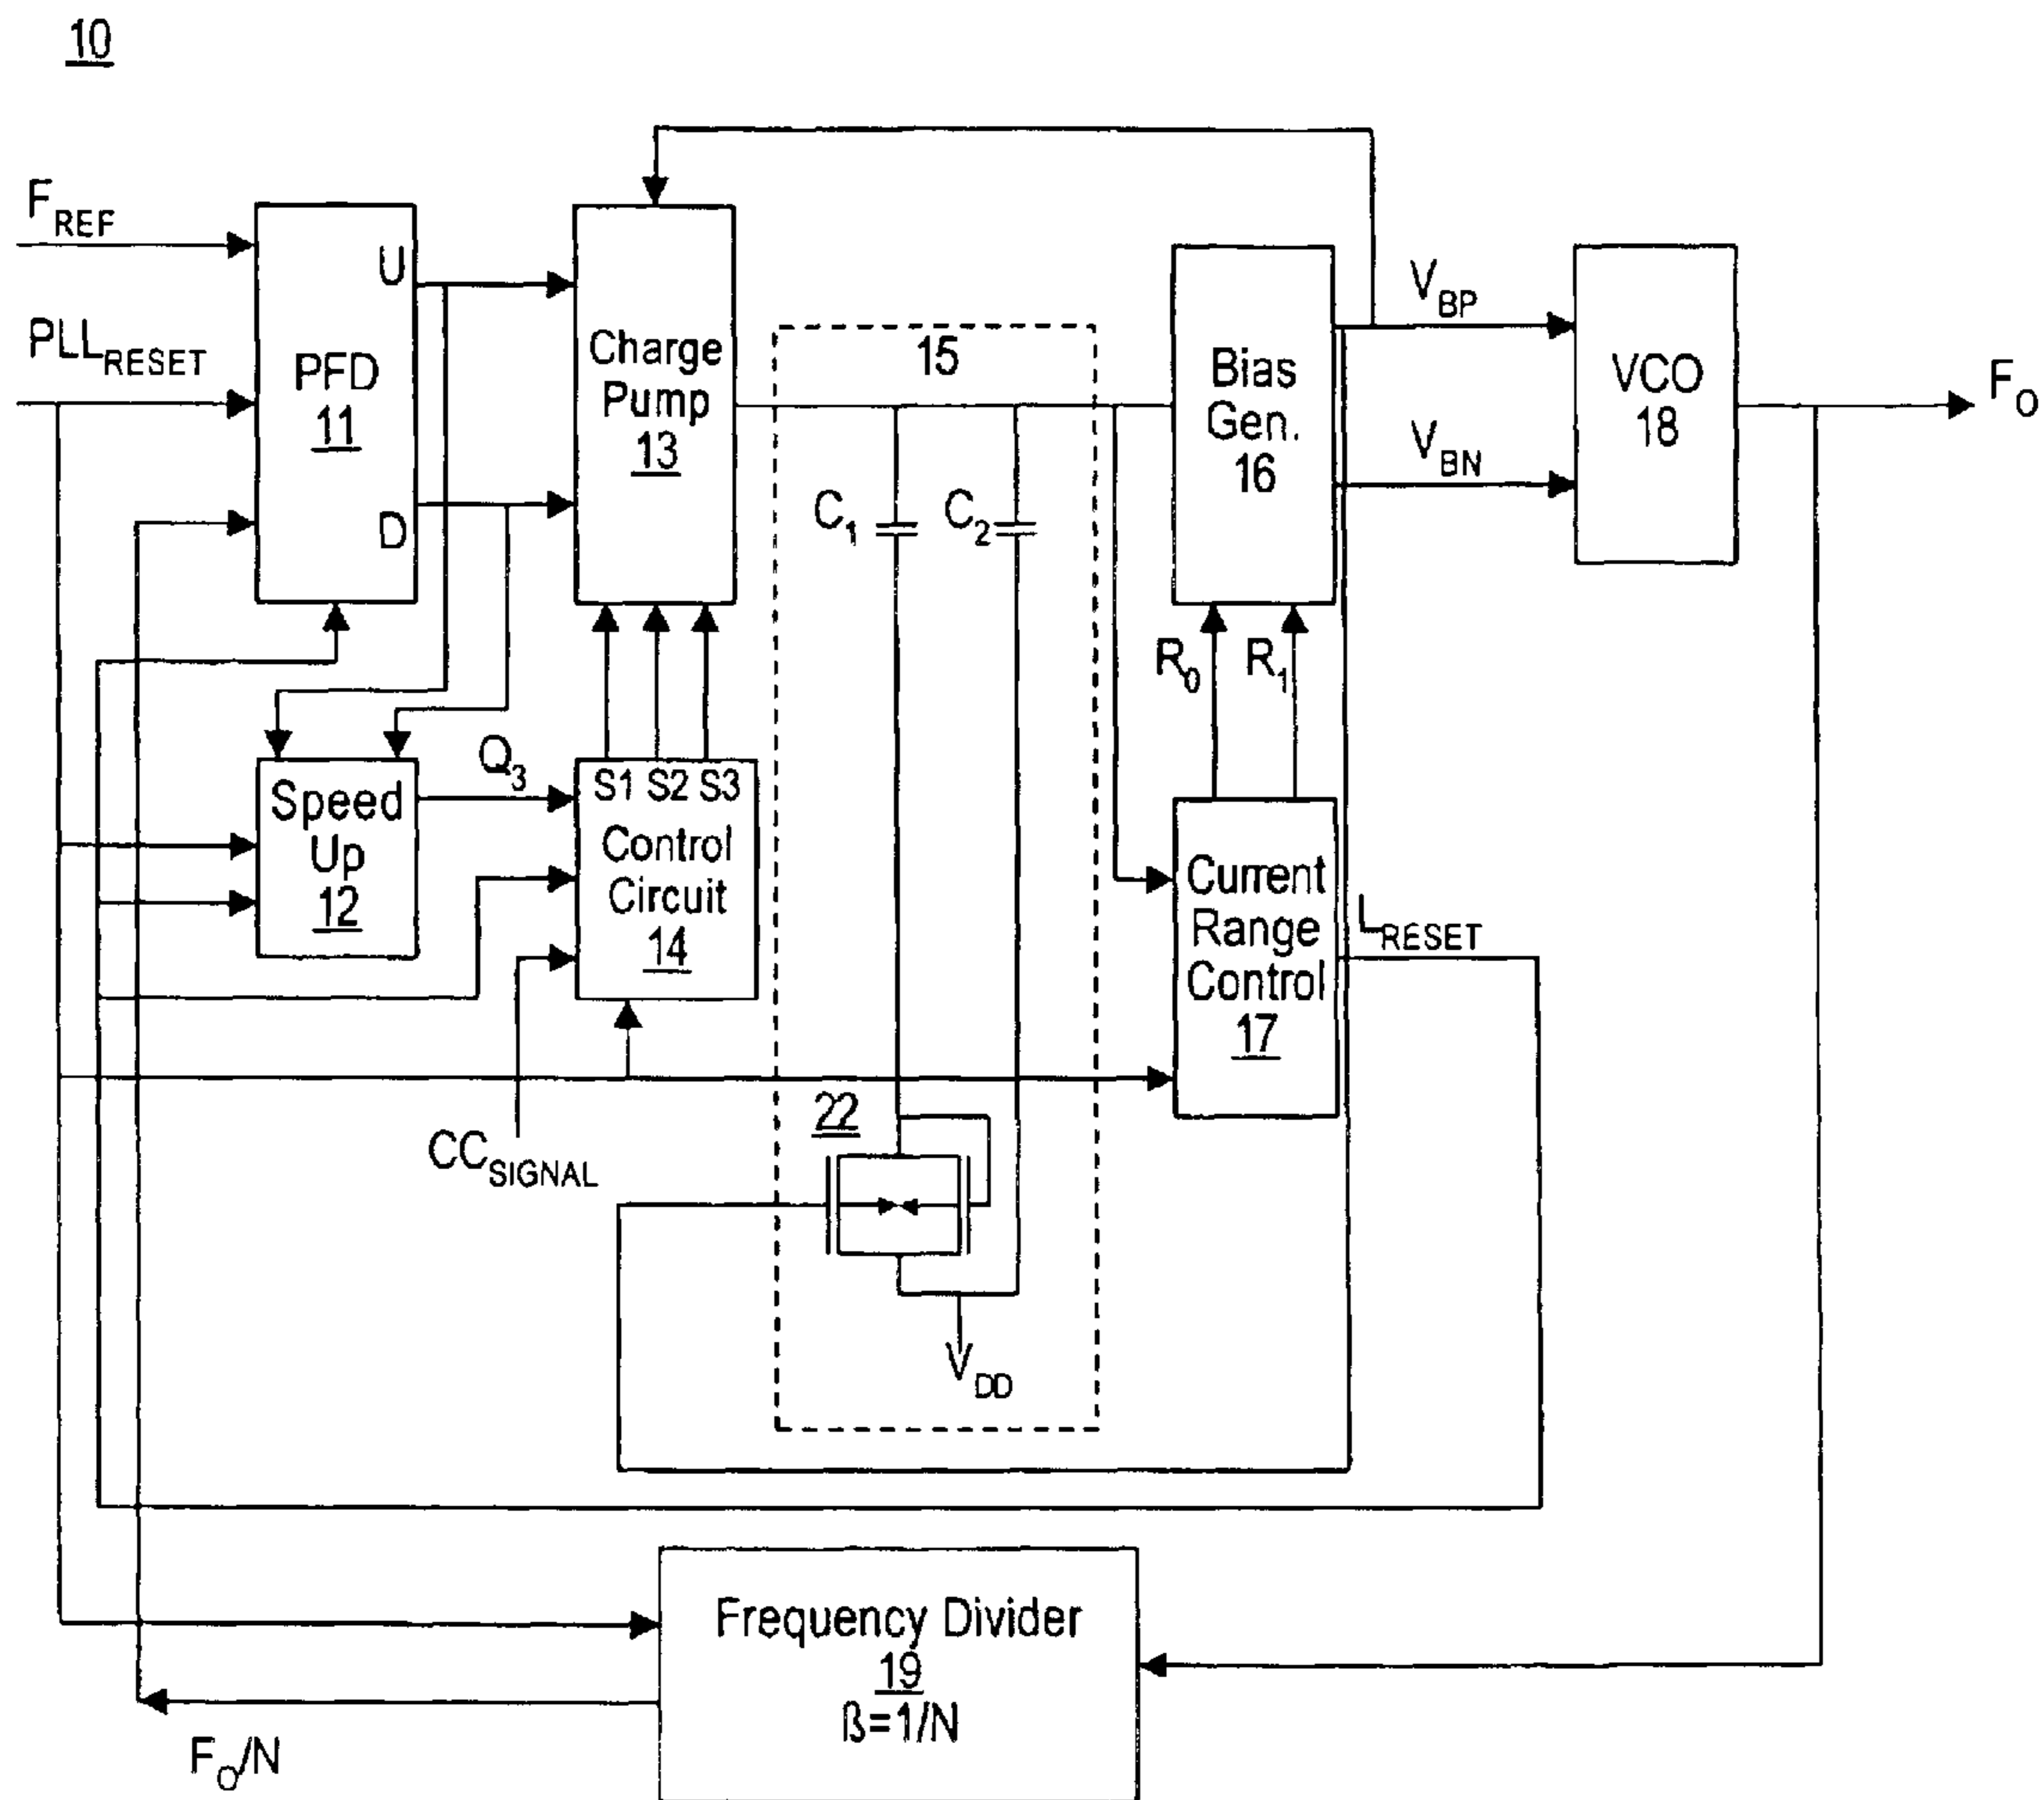 10
F_REF
PLL_RESET
U
D
PFD
11
Charge
Pump
13
15
C_1
C_2
Bias
Gen.
16
V_BP
V_BN
VCO
18
F_O
R_0
R_1
Speed
Up
12
Q_3
S1 S2 S3
Control
Circuit
14
Current
Range
Control
17
L_RESET
CC_SIGNAL
22
V_DD
Frequency Divider
19
ß=1/N
F_O/N